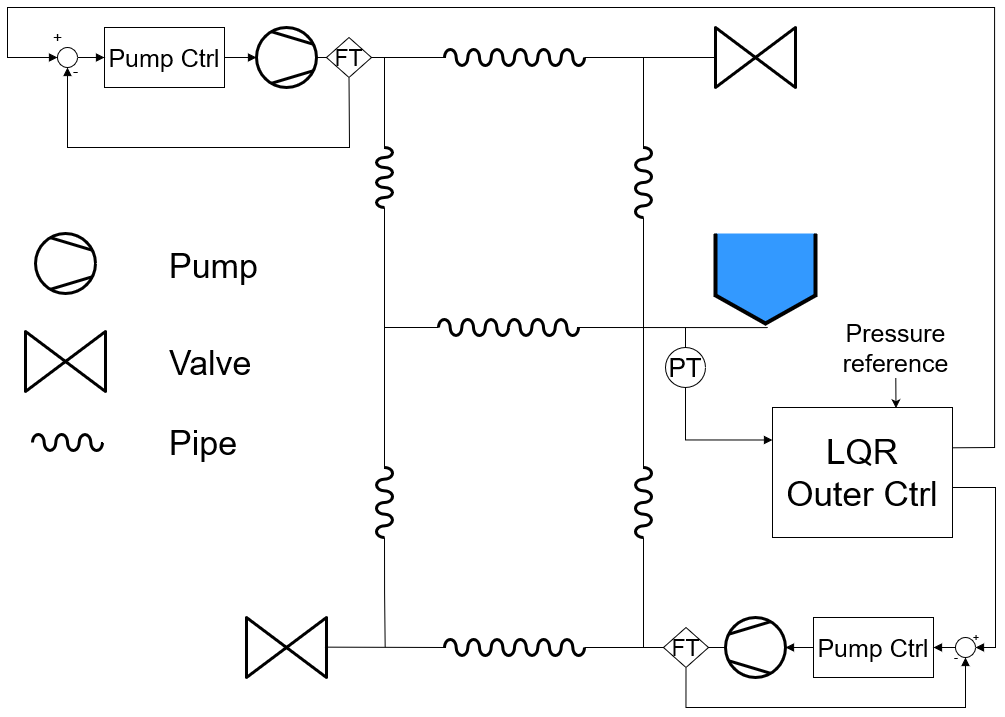 +
-
Pump Ctrl
FT
Pump
Valve
Pipe
PT
Pressure
reference
LQR
Outer Ctrl
FT
Pump Ctrl
+
-